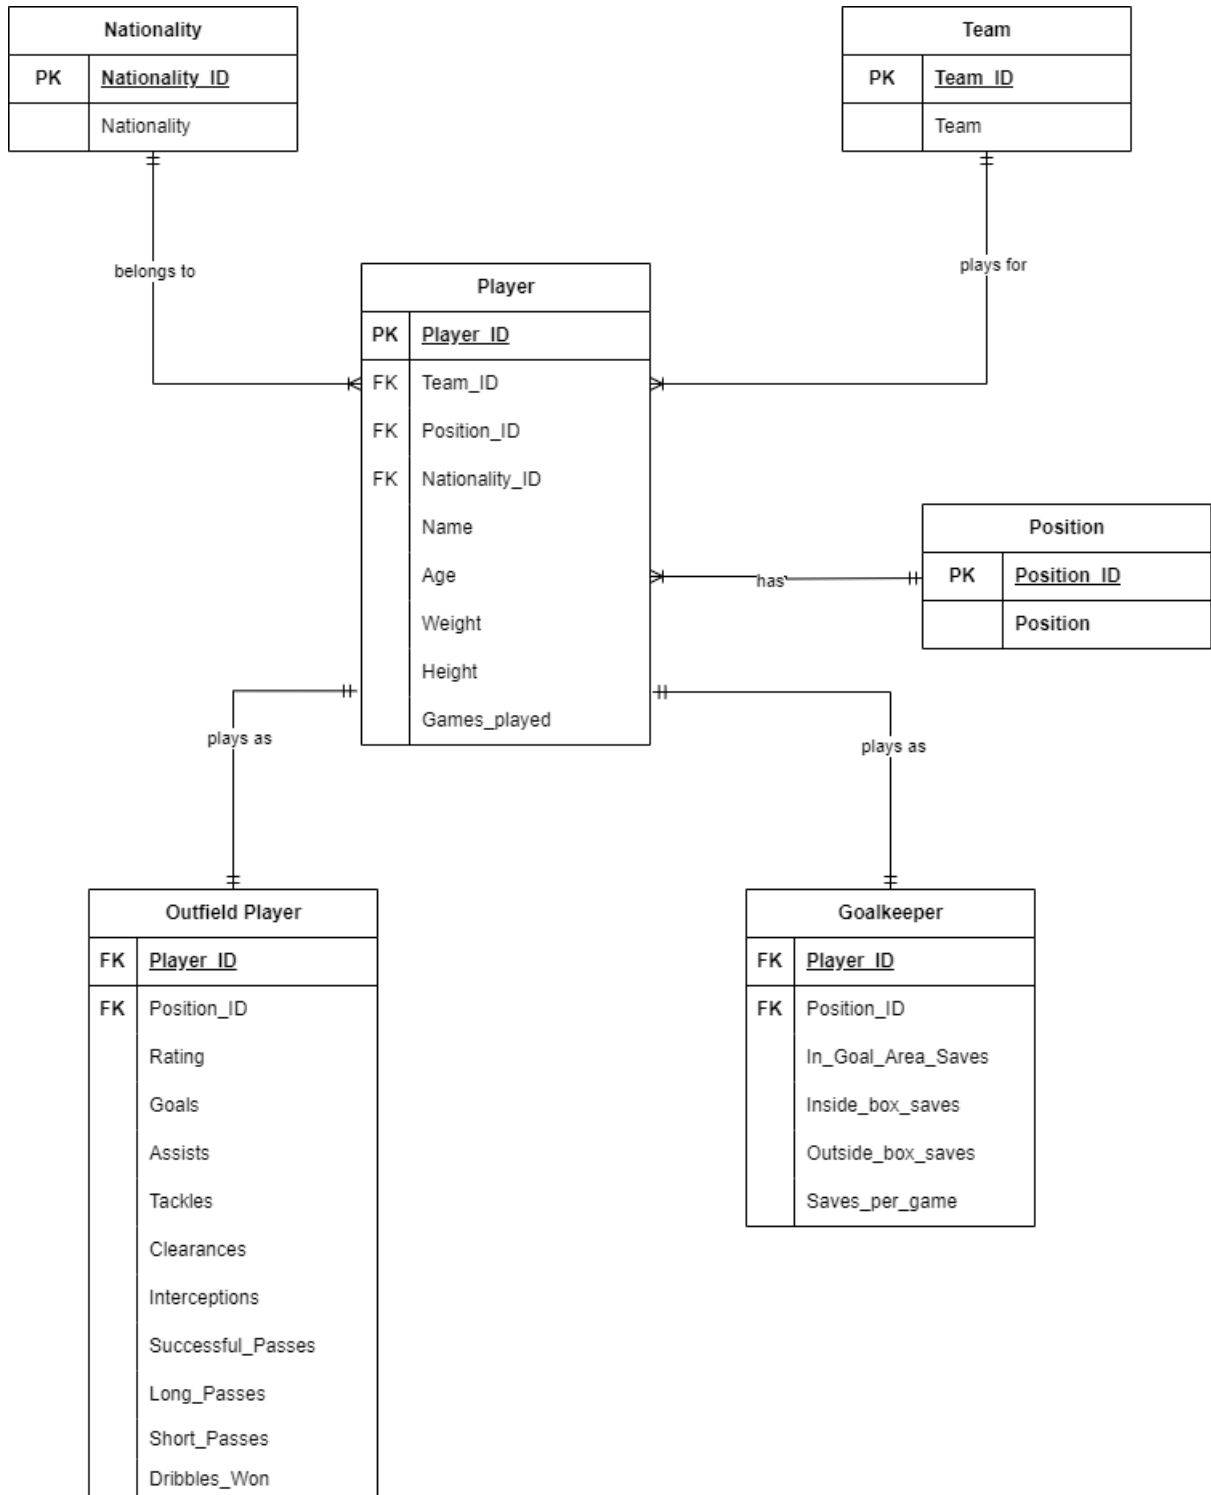 Nationality
PK Nationality_ID
Nationality
Team
PK Team_ID
Team
belongs to
plays for
Player
PK Player_ID
FK Team_ID
FK Position_ID
FK Nationality_ID
Name
Age
Weight
Height
Games_played
has
Position
PK Position_ID
Position
plays as
plays as
Outfield Player
FK Player_ID
FK Position_ID
Rating
Goals
Assists
Tackles
Clearances
Interceptions
Successful_Passes
Long_Passes
Short_Passes
Dribbles_Won
Goalkeeper
FK Player_ID
FK Position_ID
In_Goal_Area_Saves
Inside_box_saves
Outside_box_saves
Saves_per_game